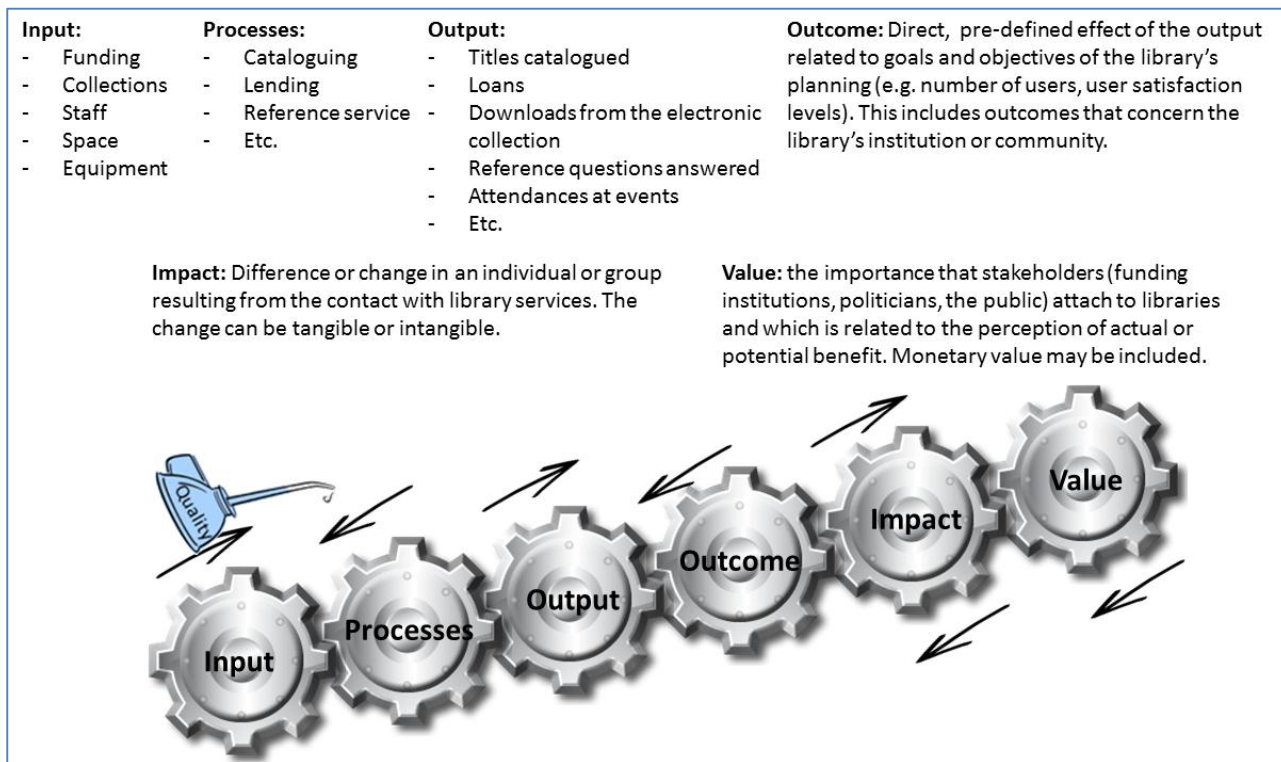 Input:
- Funding
- Collections
- Staff
- Space
- Equipment
Processes:
- Cataloguing
- Lending
- Reference service
- Etc.
Output:
- Titles catalogued
- Loans
- Downloads from the electronic
collection
- Reference questions answered
- Attendances at events
- Etc.
Outcome: Direct, pre-defined effect of the output
related to goals and objectives of the library’s
planning (e.g. number of users, user satisfaction
levels). This includes outcomes that concern the
library’s institution or community.
Impact: Difference or change in an individual or group
resulting from the contact with library services. The
change can be tangible or intangible.
Value: the importance that stakeholders (funding
institutions, politicians, the public) attach to libraries
and which is related to the perception of actual or
potential benefit. Monetary value may be included.
Quality
Input
Processes
Output
Outcome
Impact
Value